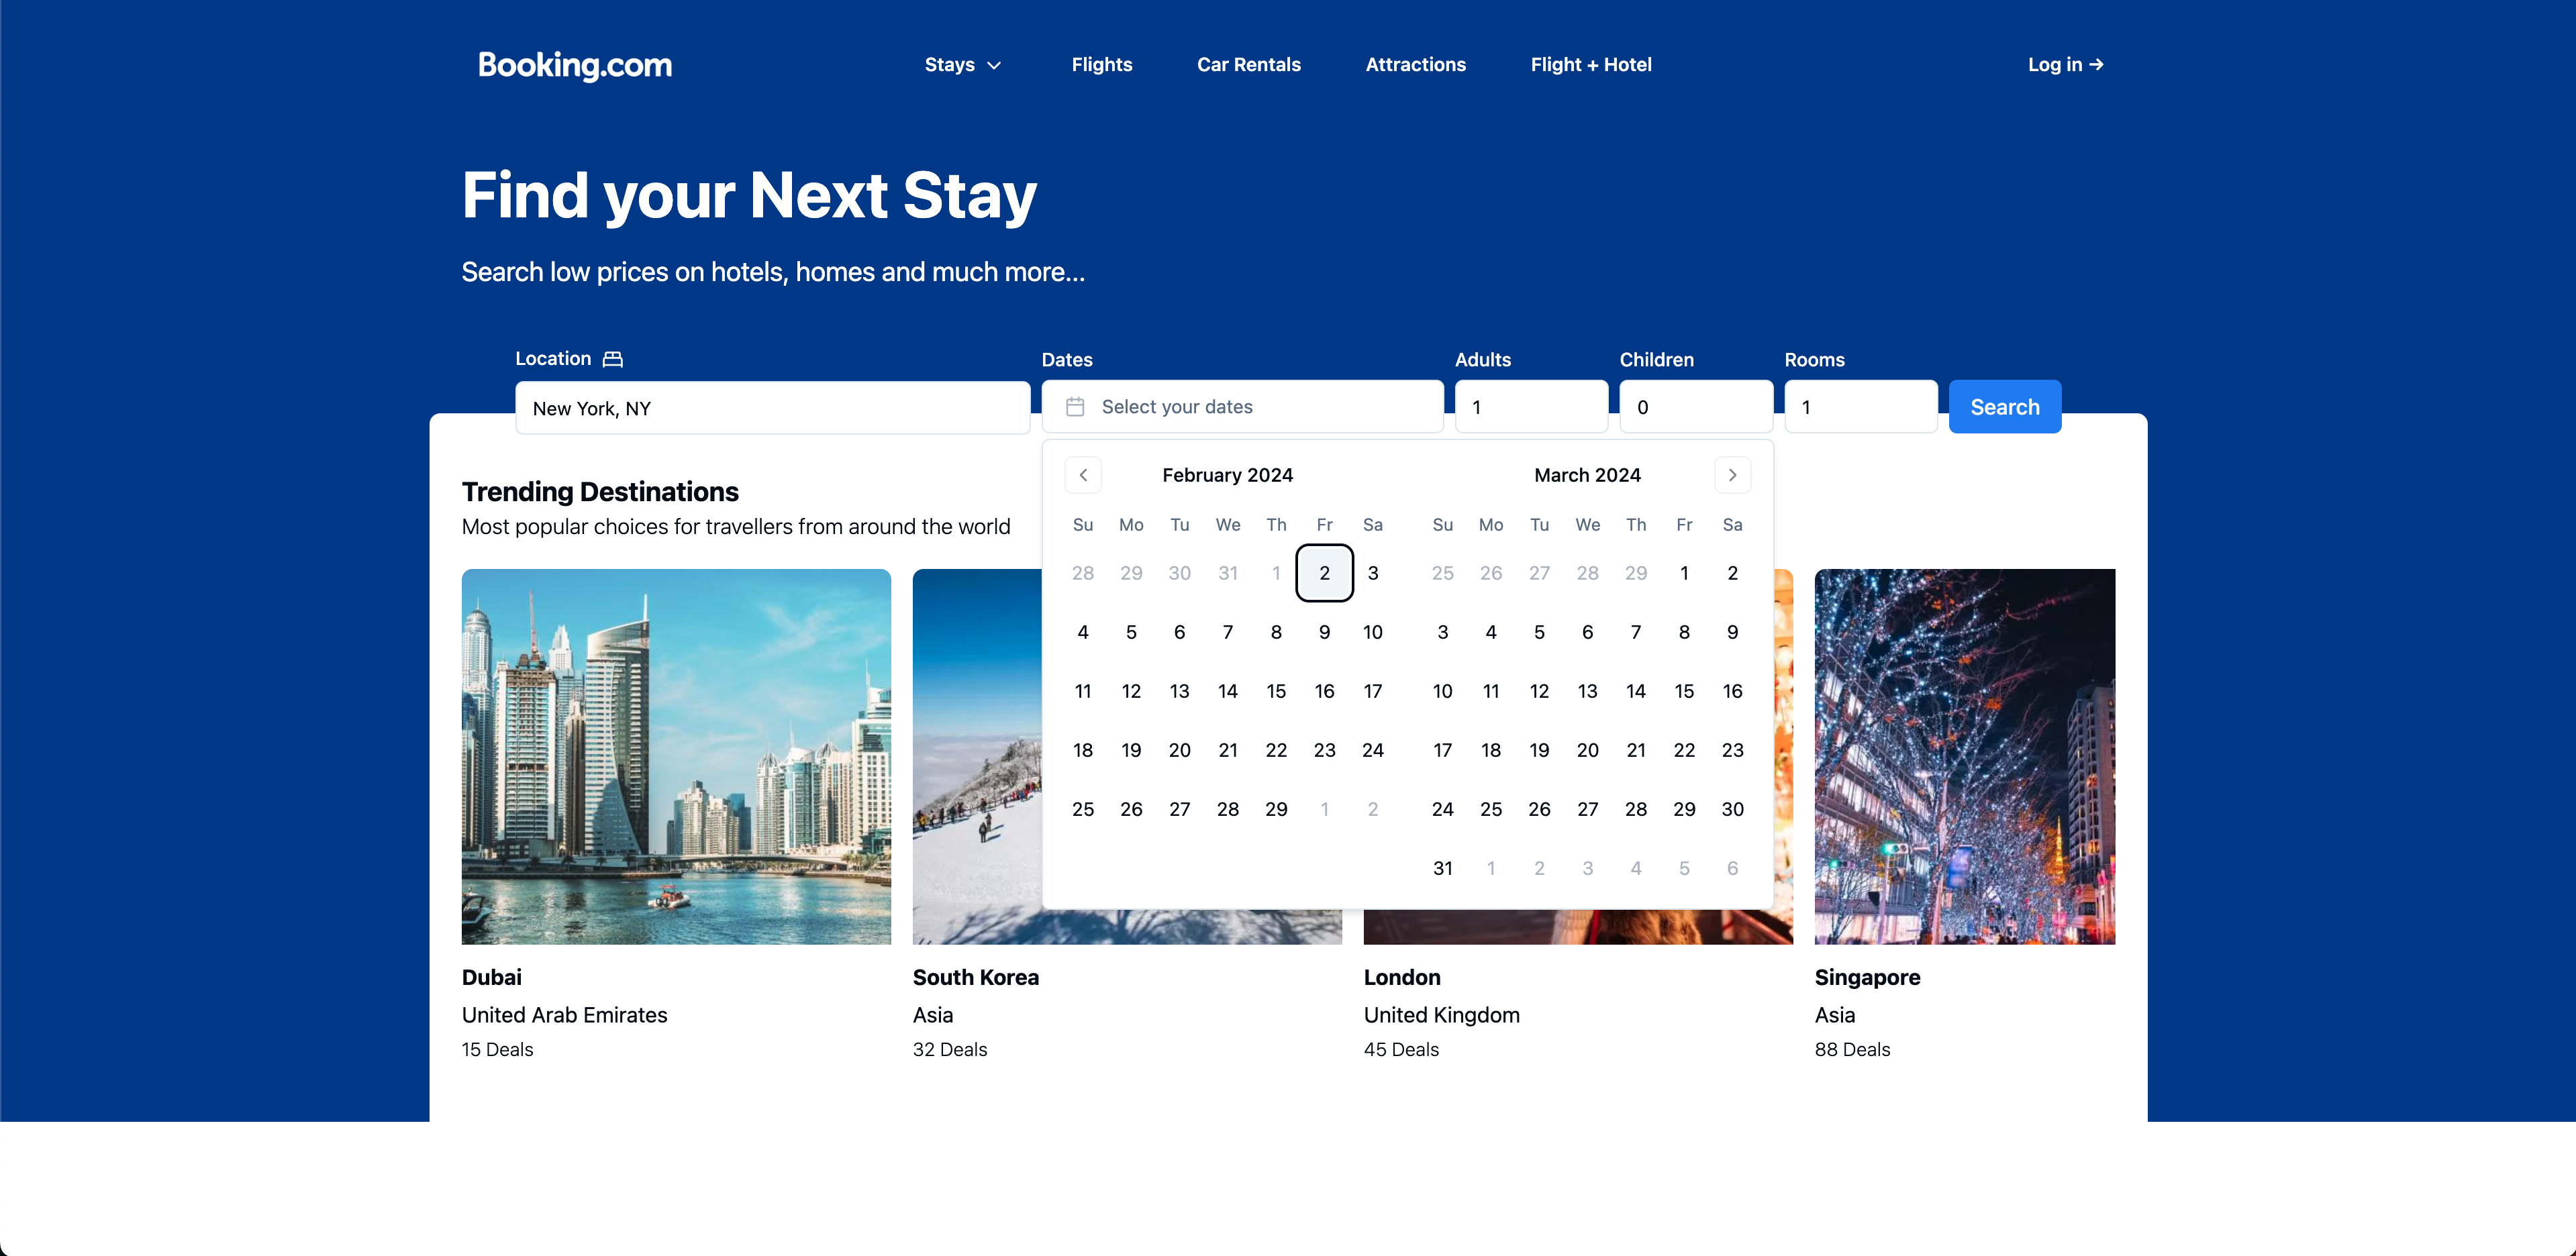 Booking.com
Stays
Flights
Car Rentals
Attractions
Flight + Hotel
Log in →
Find your Next Stay
Search low prices on hotels, homes and much more...
Location
New York, NY
Dates
Select your dates
Adults
1
Children
0
Rooms
1
Search
February 2024
Su Mo Tu We Th Fr Sa
28 29 30 31 1 2 3
4 5 6 7 8 9 10
11 12 13 14 15 16 17
18 19 20 21 22 23 24
25 26 27 28 29 1 2
March 2024
Su Mo Tu We Th Fr Sa
25 26 27 28 29 1 2
3 4 5 6 7 8 9
10 11 12 13 14 15 16
17 18 19 20 21 22 23
24 25 26 27 28 29 30
31 1 2 3 4 5 6
Trending Destinations
Most popular choices for travellers from around the world
Dubai
United Arab Emirates
15 Deals
South Korea
Asia
32 Deals
London
United Kingdom
45 Deals
Singapore
Asia
88 Deals